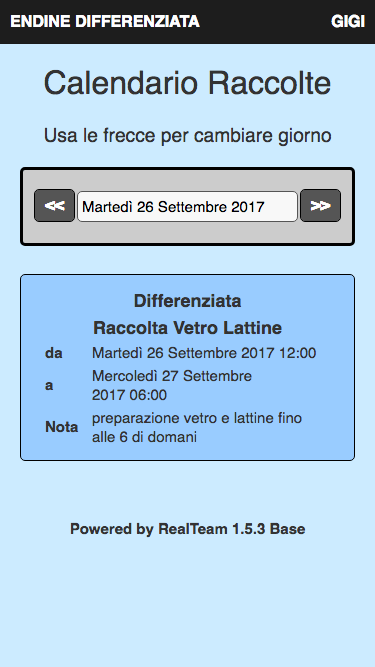 ENDINE DIFFERENZIATA GIGI
Calendario Raccolte
Usa le frecce per cambiare giorno
<< Martedì 26 Settembre 2017 >>
Differenziata
Raccolta Vetro Lattine
da Martedì 26 Settembre 2017 12:00
a Mercoledì 27 Settembre
2017 06:00
Nota preparazione vetro e lattine fino
alle 6 di domani
Powered by RealTeam 1.5.3 Base